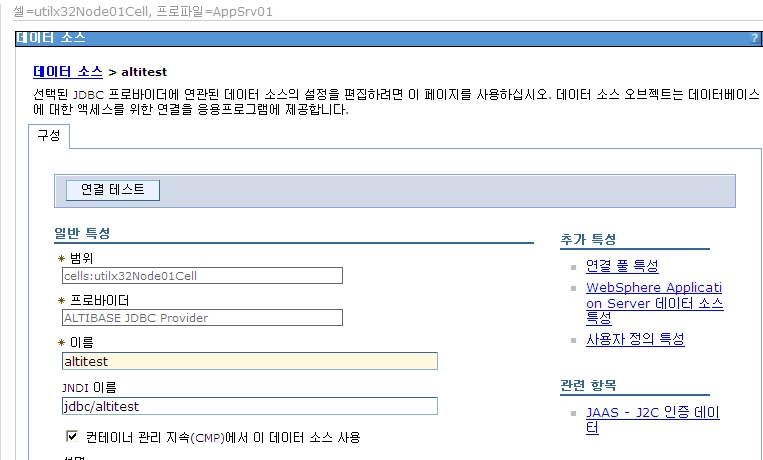 셀=utilx32Node01Cell, 프로파일=AppSrv01
데이터 소스
?
데이터 소스 > altitest
선택된 JDBC 프로바이더에 연관된 데이터 소스의 설정을 편집하려면 이 페이지를 사용하십시오. 데이터 소스 오브젝트는 데이터베이스
에 대한 액세스를 위한 연결을 응용프로그램에 제공합니다.
구성
연결 테스트
일반 특성
* 범위
cells:utilx32Node01Cell
* 프로바이더
ALTIBASE JDBC Provider
* 이름
altitest
JNDI 이름
jdbc/altitest
컨테이너 관리 지속(CMP)에서 이 데이터 소스 사용
추가 특성
연결 풀 특성
WebSphere Applicati
on Server 데이터 소스
특성
사용자 정의 특성
관련 항목
JAAS - J2C 인증 데이
터